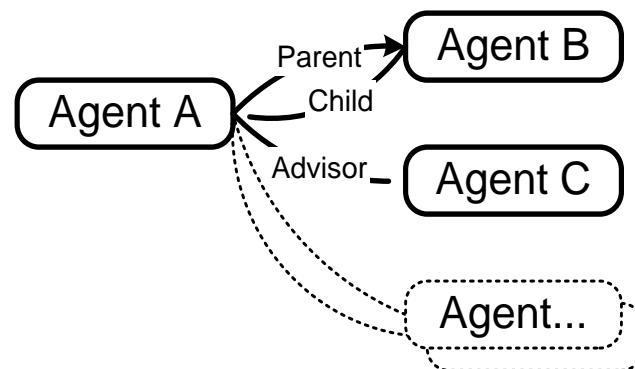 Agent B
Parent
Child
Agent A
Advisor
Agent C
Agent...